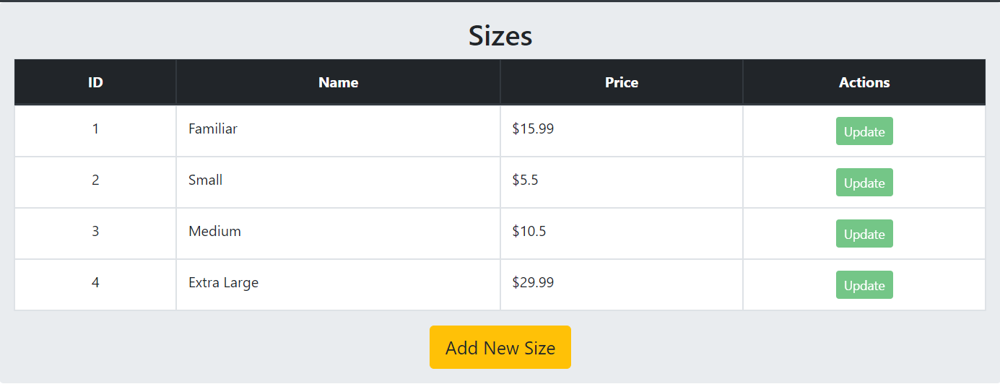 Sizes
ID Name Price Actions
1 Familiar $15.99 Update
2 Small $5.5 Update
3 Medium $10.5 Update
4 Extra Large $29.99 Update
Add New Size